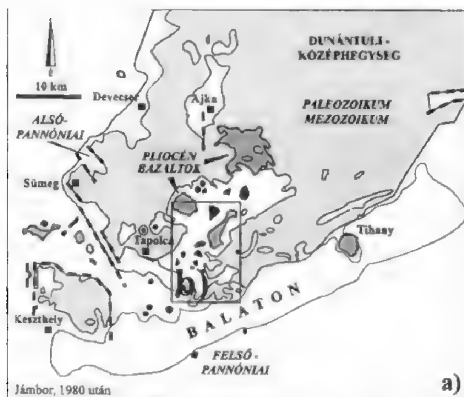 DUNÁNTÚLI-
KÖZÉPHEGYSÉG
10 km
Devecser
Ajka
PALEOZOIKUM
MEZOZOIKUM
ALSÓ-
PANNÓNIAI
PLIOCÉN
BAZALTOK
Sümeg
Tihany
Tapolca
b)
BALATON
Keszthely
FELSŐ-
PANNÓNIAI
Jámbor, 1980 után
a)